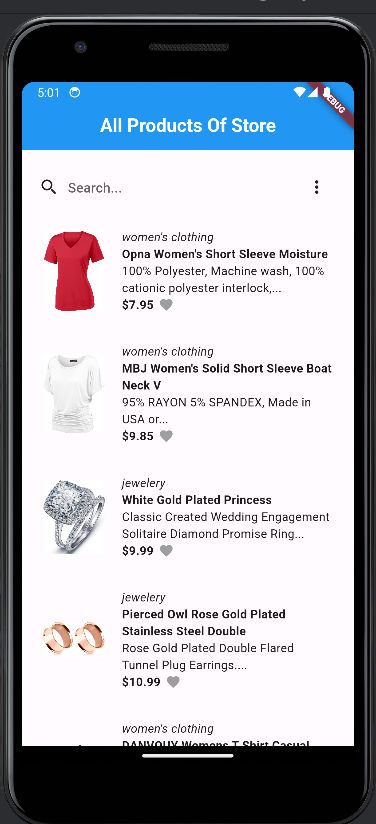 5:01
DEBUG
All Products Of Store
Search...
women's clothing
Opna Women's Short Sleeve Moisture
100% Polyester, Machine wash, 100%
cationic polyester interlock,...
$7.95
women's clothing
MBJ Women's Solid Short Sleeve Boat
Neck V
95% RAYON 5% SPANDEX, Made in
USA or...
$9.85
jewelery
White Gold Plated Princess
Classic Created Wedding Engagement
Solitaire Diamond Promise Ring...
$9.99
jewelery
Pierced Owl Rose Gold Plated
Stainless Steel Double
Rose Gold Plated Double Flared
Tunnel Plug Earrings....
$10.99
women's clothing
DANVOUY Womens T Shirt Casual